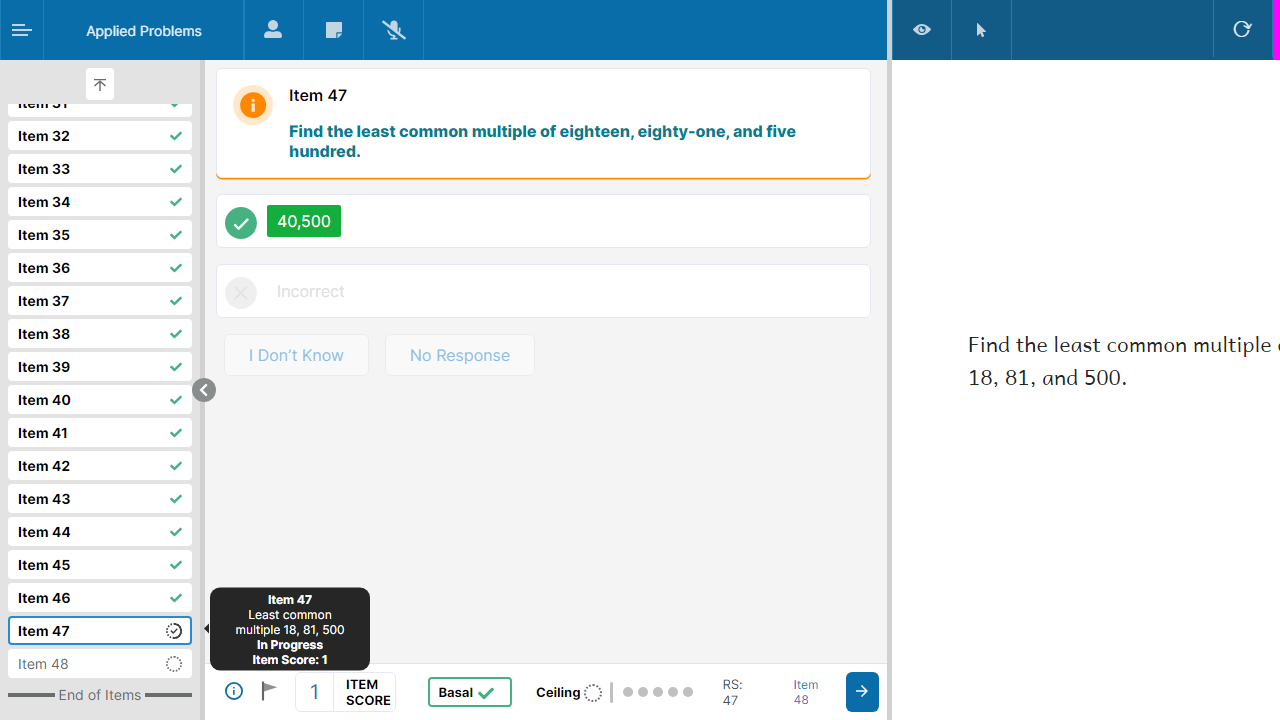 Applied Problems
Item 31
Item 32
Item 33
Item 34
Item 35
Item 36
Item 37
Item 38
Item 39
Item 40
Item 41
Item 42
Item 43
Item 44
Item 45
Item 46
Item 47
Item 48
End of Items
Item 47
Find the least common multiple of eighteen, eighty-one, and five
hundred.
40,500
Incorrect
I Don't Know
No Response
Item 47
Least common
multiple 18, 81, 500
In Progress
Item Score: 1
1
ITEM
SCORE
Basal
Ceiling
RS:
47
Item
48
Find the least common multiple
18, 81, and 500.